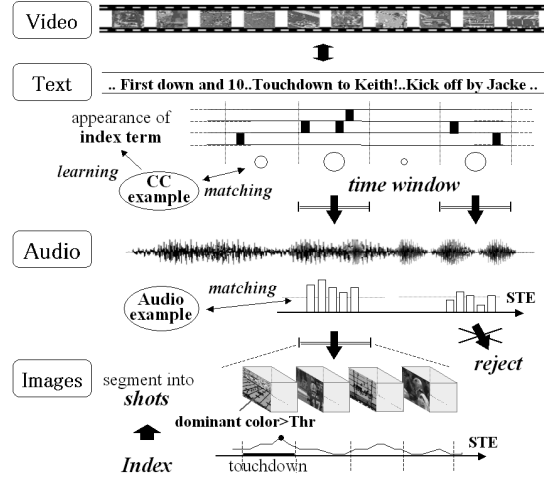 Video
Text
.. First down and 10..Touchdown to Keith!..Kick off by Jacke ..
appearance of
index term
learning
CC
example
matching
time window
Audio
matching
Audio
example
STE
reject
Images
segment into
shots
dominant color>Thr
STE
Index
touchdown